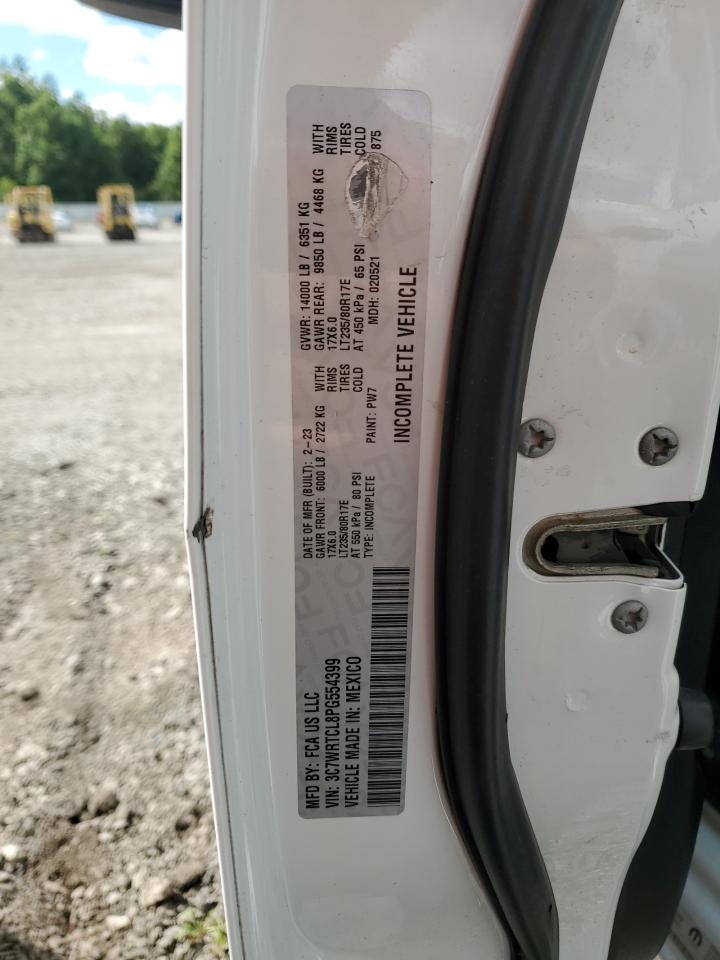 MFD BY: FCA US LLC
VIN: 3C7WRTCL8PG554399
VEHICLE MADE IN: MEXICO
DATE OF MFR (BUILT): 2-23
GAWR FRONT: 6000 LB / 2722 KG WITH
17X6.0 RIMS
LT235/80R17E TIRES
AT 550 kPa / 80 PSI COLD
TYPE: INCOMPLETE PAINT: PW7
GVWR: 14000 LB / 6351 KG
GAWR REAR: 9850 LB / 4468 KG WITH
17X6.0 RIMS
LT235/80R17E TIRES
AT 450 kPa / 65 PSI COLD
MDH: 020521 875
INCOMPLETE VEHICLE